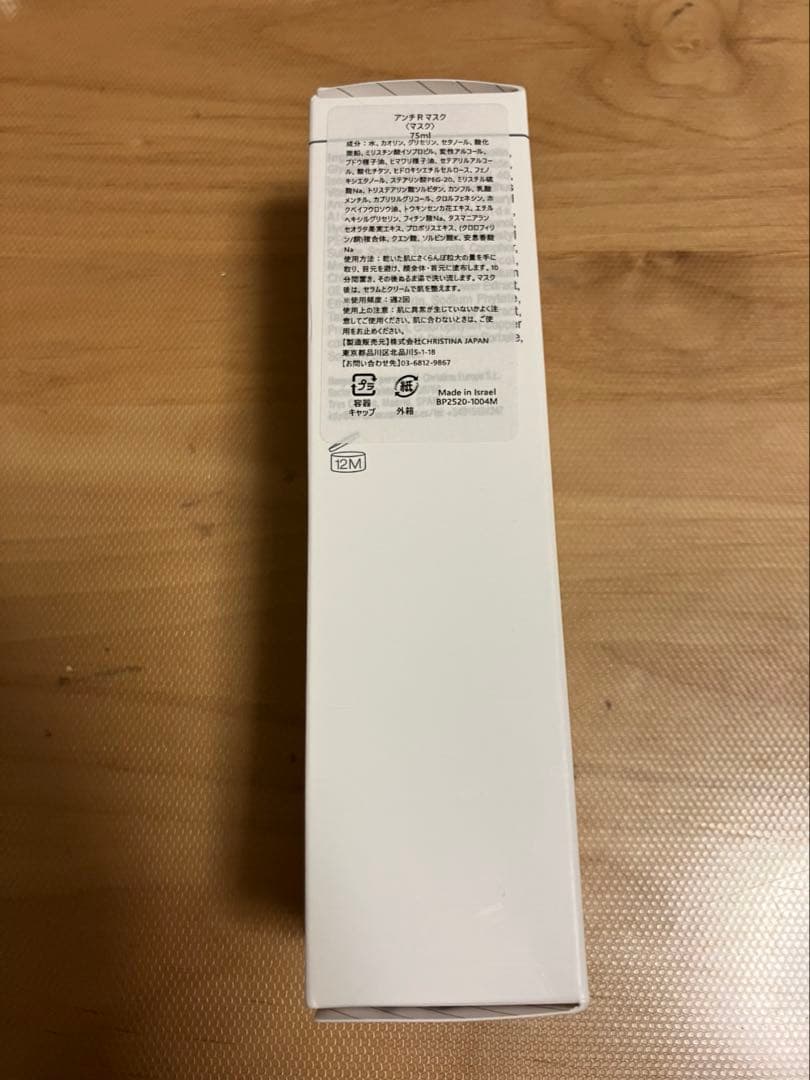 アンチ R マスク
〈マスク〉
75ml
成分：水、カオリン、グリセリン、セタノール、酸化
亜鉛、ミリスチン酸イソプロピル、変性アルコール、
ブドウ種子油、ヒマワリ種子油、セテアリルアルコー
ル、酸化チタン、ヒドロキシエチルセルロース、フェノ
キシエタノール、ステアリン酸PEG-20、ミリスチル硫
酸Na、トリステアリン酸ソルビタン、カンフル、乳酸
メンチル、カプリリルグリコール、クロルフェネシン、ホ
クベイフウロソウ油、トウキンセンカ花エキス、エチル
ヘキシルグリセリン、フィチン酸Na、タスマニアラン
セオラタ果実エキス、プロポリスエキス、(クロロフィリ
ン/銅)複合体、クエン酸、ソルビン酸K、安息香酸
Na
使用方法：乾いた肌にさくらんぼ粒大の量を手に
取り、目元を避け、顔全体・首元に塗布します。10
分間置き、その後ぬるま湯で洗い流します。マスク
後は、セラムとクリームで肌を整えます。
※使用頻度：週2回
使用上の注意：肌に異常が生じていないかよく注
意してご使用ください。肌に合わないときは、ご使
用をお止めください。
【製造販売元】株式会社CHRISTINA JAPAN
東京都品川区北品川5-1-18
【お問い合わせ先】03-6812-9867
プラ
容器
キャップ
紙
外箱
Made in Israel
BP2520-1004M
12M